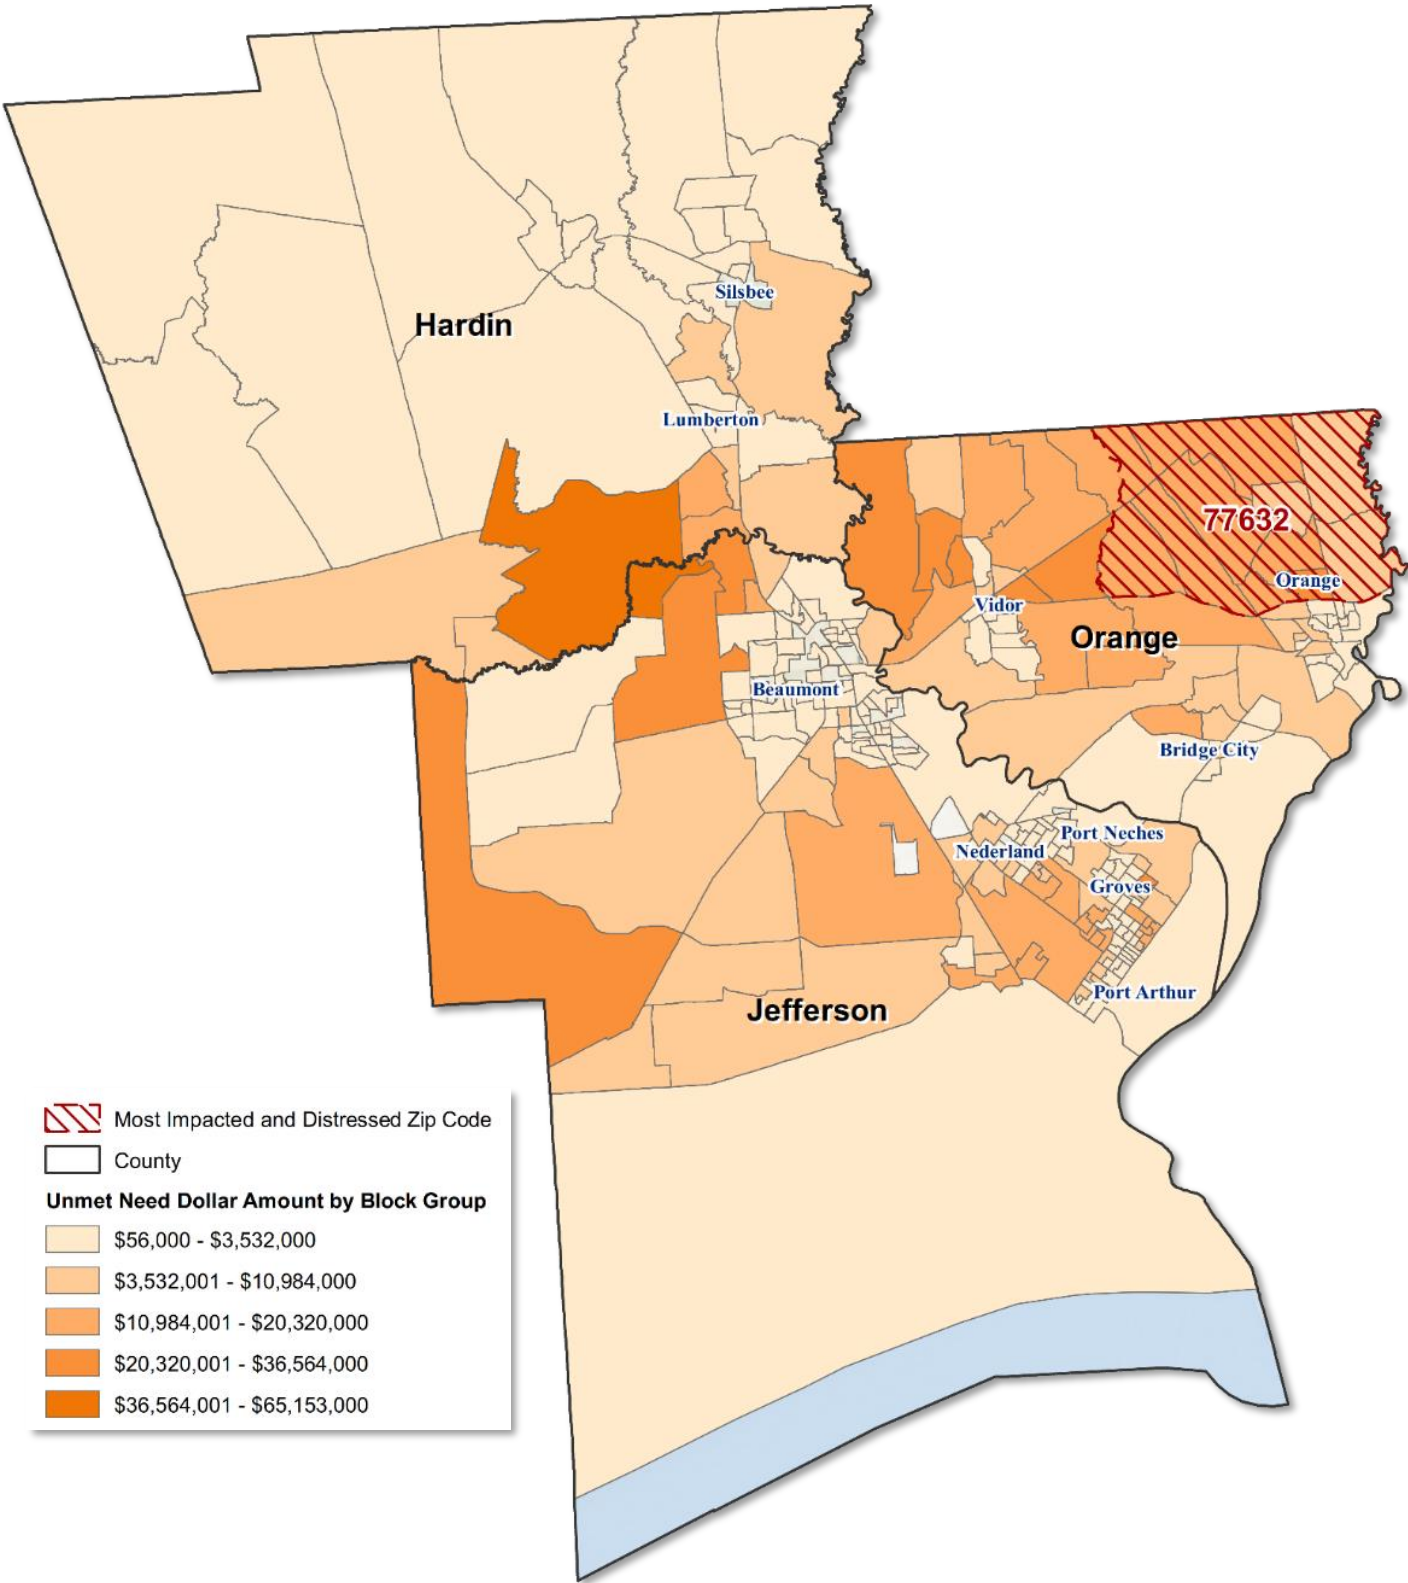 Silsbee
Hardin
Lumberton
77632
Orange
Vidor
Orange
Beaumont
Bridge City
Port Neches
Nederland
Groves
Port Arthur
Jefferson
Most Impacted and Distressed Zip Code
County
Unmet Need Dollar Amount by Block Group
$56,000 - $3,532,000
$3,532,001 - $10,984,000
$10,984,001 - $20,320,000
$20,320,001 - $36,564,000
$36,564,001 - $65,153,000